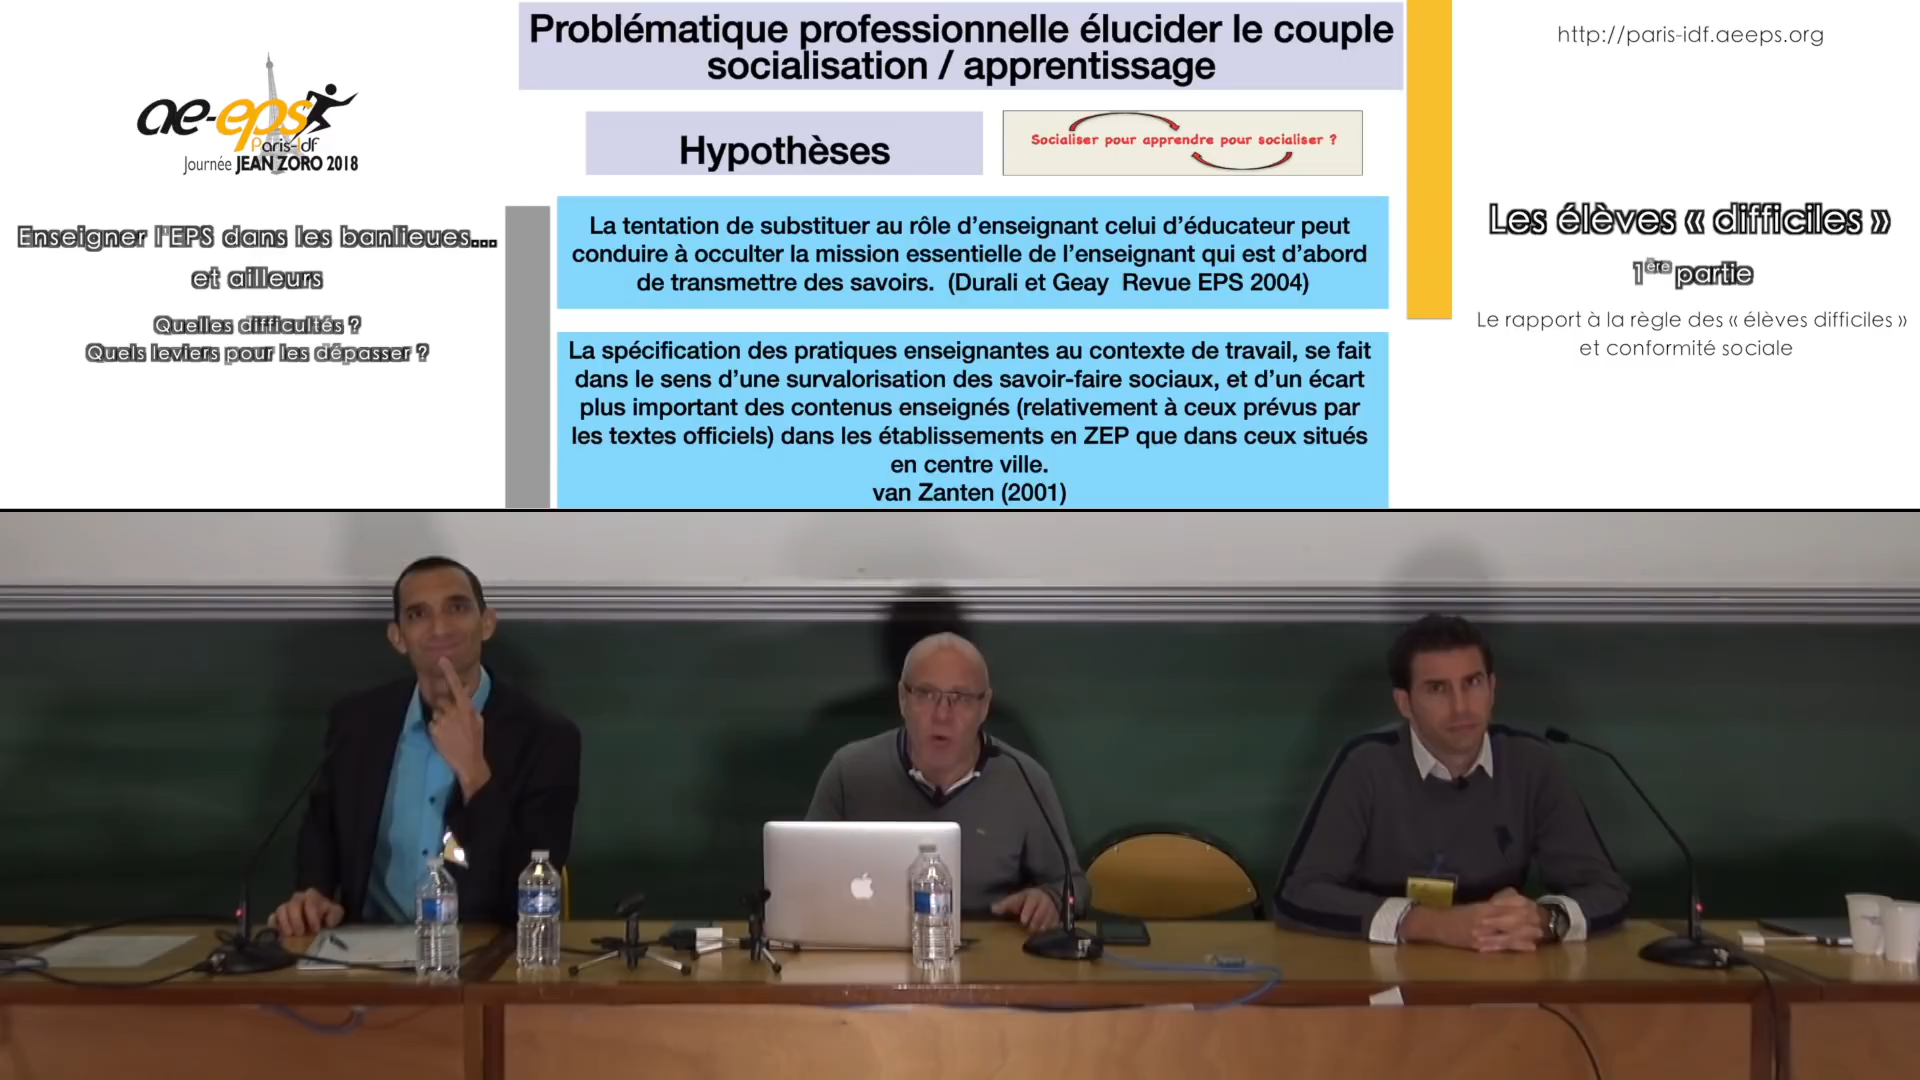 Problématique professionnelle élucider le couple
socialisation / apprentissage
http://paris-idf.aeeps.org
ae-eps
Paris-Idf
Journée JEAN ZORO 2018
Hypothèses
Socialiser pour apprendre pour socialiser ?
Enseigner l'EPS dans les banlieues...
et ailleurs
Quelles difficultés ?
Quels leviers pour les dépasser ?
La tentation de substituer au rôle d’enseignant celui d’éducateur peut
conduire à occulter la mission essentielle de l’enseignant qui est d’abord
de transmettre des savoirs. (Durali et Geay Revue EPS 2004)
La spécification des pratiques enseignantes au contexte de travail, se fait
dans le sens d’une survalorisation des savoir-faire sociaux, et d’un écart
plus important des contenus enseignés (relativement à ceux prévus par
les textes officiels) dans les établissements en ZEP que dans ceux situés
en centre ville.
van Zanten (2001)
Les élèves « difficiles »
1ère partie
Le rapport à la règle des « élèves difficiles »
et conformité sociale